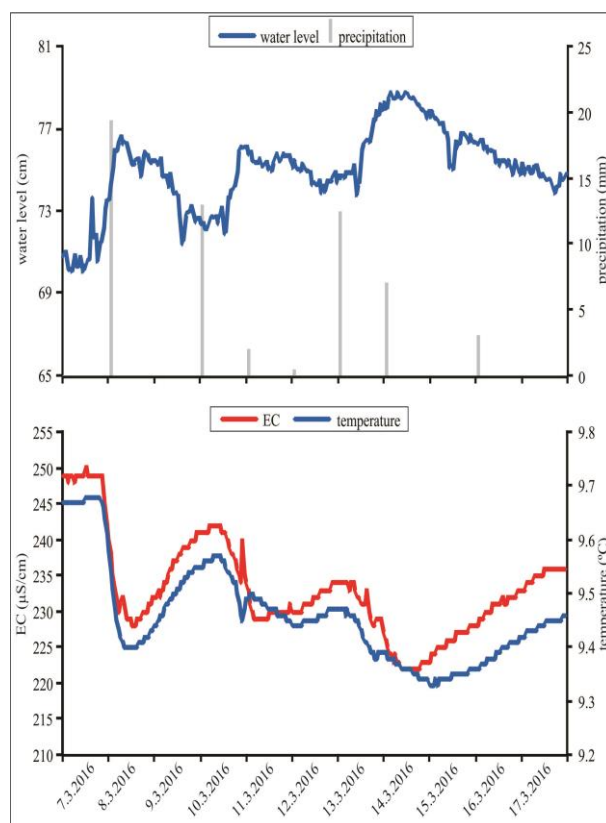 water level precipitation
81 25
77 20
73 15
69 10
65 5
0
water level (cm)
precipitation (mm)
EC temperature
255 9.8
250 9.7
245 9.6
240 9.5
235 9.4
230 9.3
225 9.2
220
215
210
EC (µS/cm)
temperature (°C)
7.3.2016 8.3.2016 9.3.2016 10.3.2016 11.3.2016 12.3.2016 13.3.2016 14.3.2016 15.3.2016 16.3.2016 17.3.2016